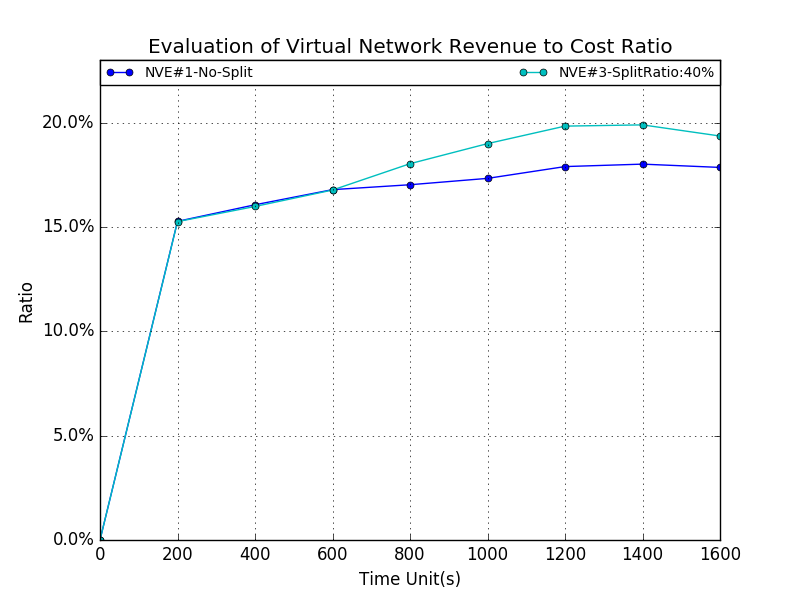 Evaluation of Virtual Network Revenue to Cost Ratio
NVE#1-No-Split NVE#3-SplitRatio:40%
20.0%
15.0%
10.0%
5.0%
0.0%
Ratio
0 200 400 600 800 1000 1200 1400 1600
Time Unit(s)